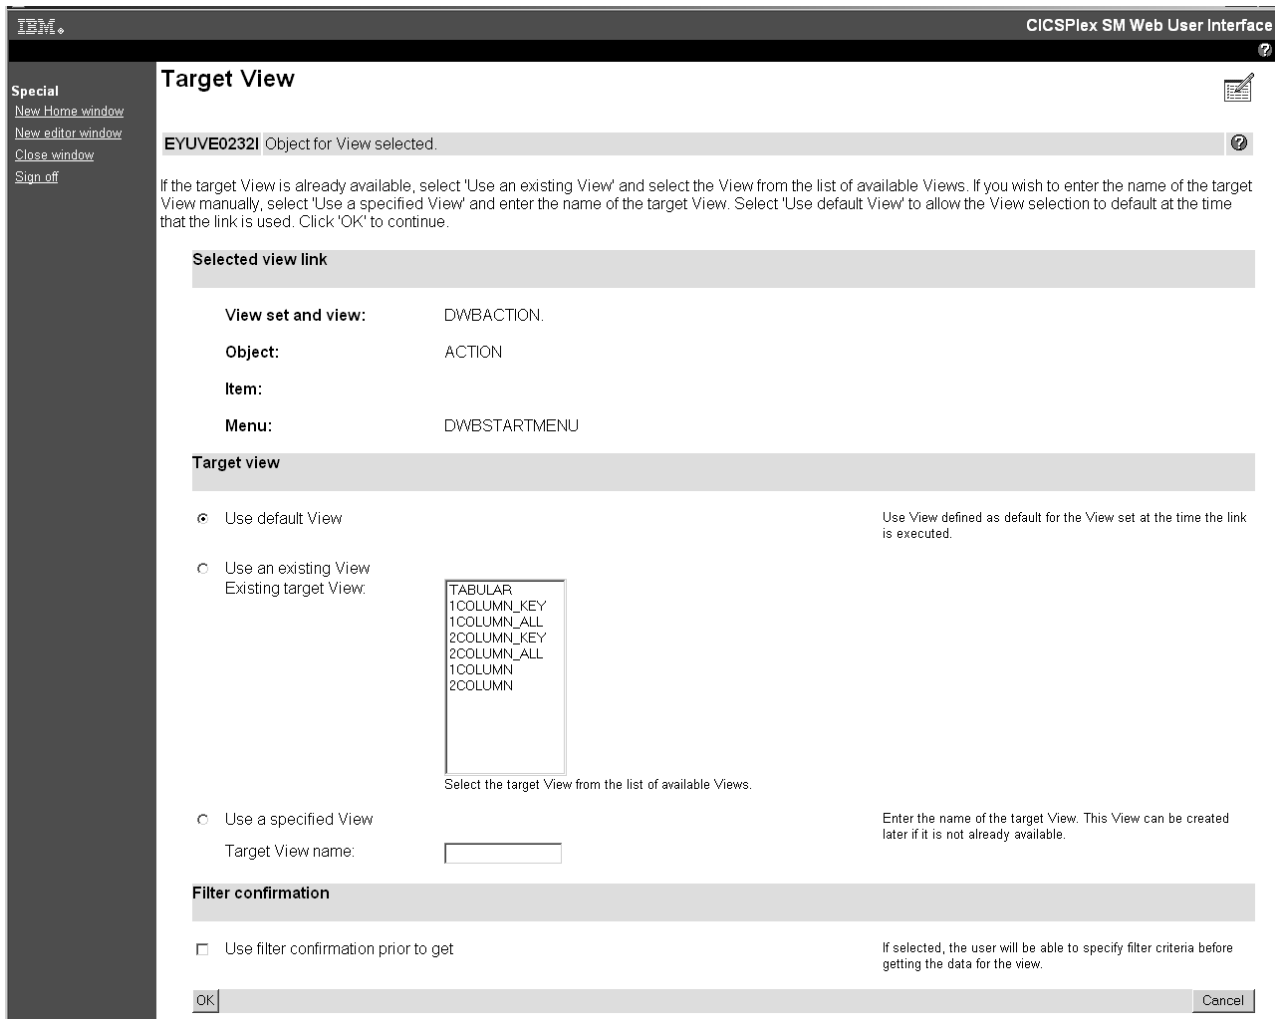 IBM.
CICSPlex SM Web User Interface
Special
New Home window
New editor window
Close window
Sign off
Target View
EYUVE0232I Object for View selected.
If the target View is already available, select 'Use an existing View' and select the View from the list of available Views. If you wish to enter the name of the target
View manually, select 'Use a specified View' and enter the name of the target View. Select 'Use default View' to allow the View selection to default at the time
that the link is used. Click 'OK' to continue.
Selected view link
View set and view: DWBACTION.
Object: ACTION
Item:
Menu: DWBSTARTMENU
Target view
Use default View
Use View defined as default for the View set at the time the link
is executed.
Use an existing View
Existing target View:
TABULAR
1COLUMN_KEY
1COLUMN_ALL
2COLUMN_KEY
2COLUMN_ALL
1COLUMN
2COLUMN
Select the target View from the list of available Views.
Use a specified View
Enter the name of the target View. This View can be created
later if it is not already available.
Target View name:
Filter confirmation
Use filter confirmation prior to get
If selected, the user will be able to specify filter criteria before
getting the data for the view.
OK
Cancel